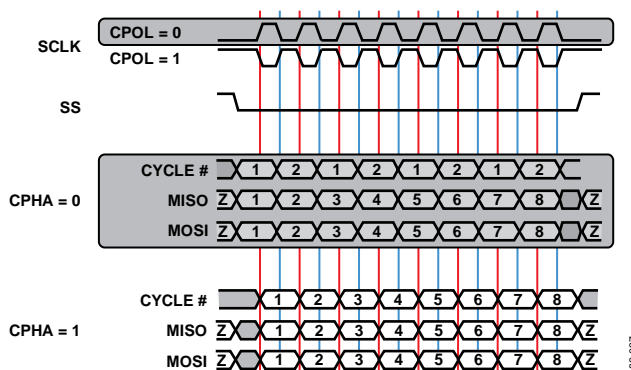 SCLK
CPOL = 0
CPOL = 1
SS
CPHA = 0
CYCLE # 1 2 1 2 1 2 1 2
MISO Z 1 2 3 4 5 6 7 8 Z
MOSI Z 1 2 3 4 5 6 7 8 Z
CPHA = 1
CYCLE # 1 2 3 4 5 6 7 8
MISO Z 1 2 3 4 5 6 7 8 Z
MOSI Z 1 2 3 4 5 6 7 8 Z